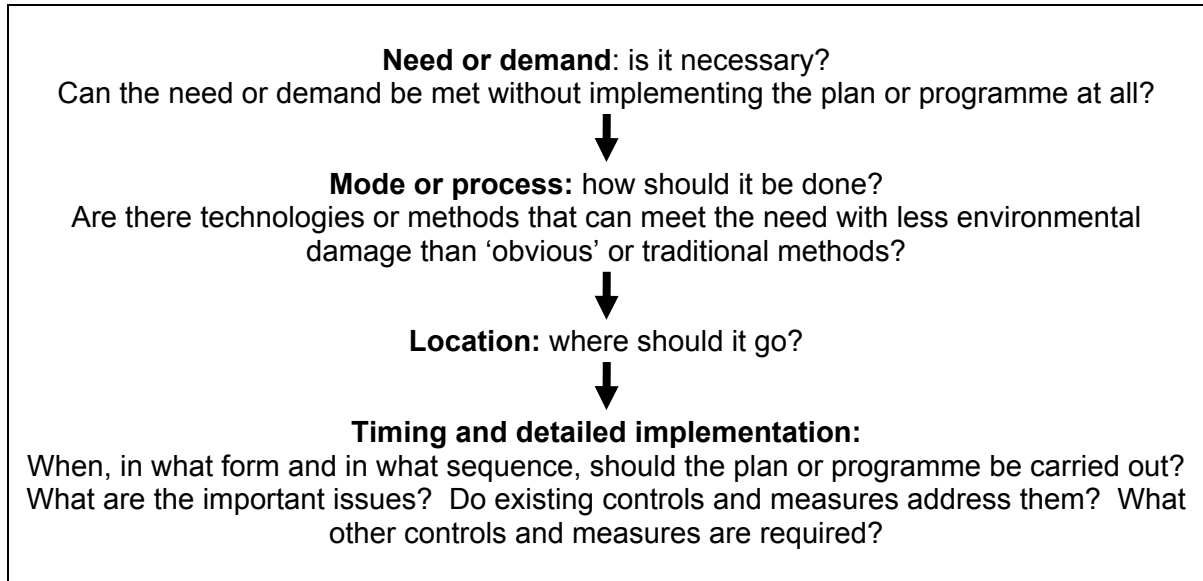 Need or demand: is it necessary?
Can the need or demand be met without implementing the plan or programme at all?
Mode or process: how should it be done?
Are there technologies or methods that can meet the need with less environmental
damage than ‘obvious’ or traditional methods?
Location: where should it go?
Timing and detailed implementation:
When, in what form and in what sequence, should the plan or programme be carried out?
What are the important issues?  Do existing controls and measures address them?  What
other controls and measures are required?